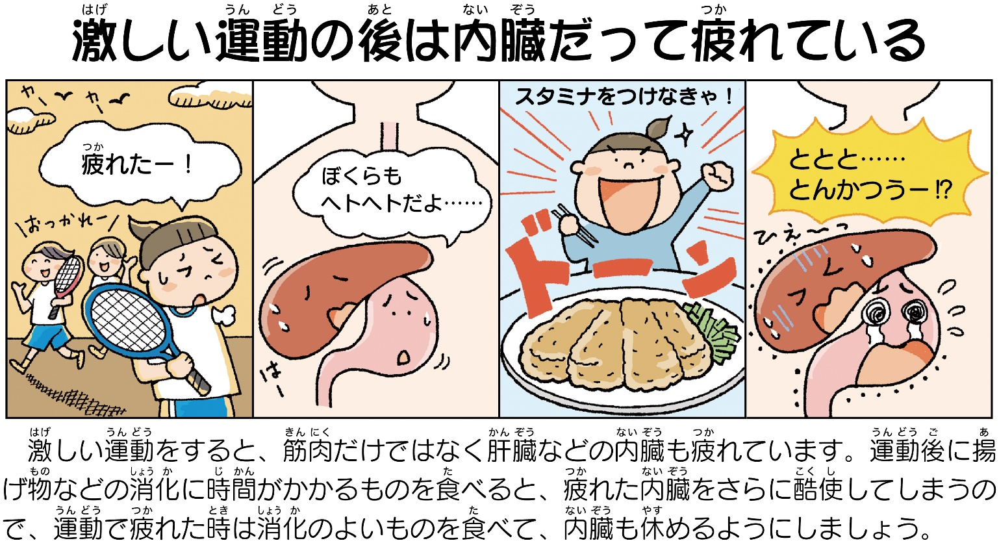 激しい運動の後は内臓だって疲れている
カー
カー
疲れたー！
おっかれー
ぼくらも
ヘトヘトだよ……
はー
スタミナをつけなきゃ！
ドーン
ととと……
とんかつぅー!?
ひぇ～っ
激しい運動をすると、筋肉だけではなく肝臓などの内臓も疲れています。運動後に揚
げ物などの消化に時間がかかるものを食べると、疲れた内臓をさらに酷使してしまうの
で、運動で疲れた時は消化のよいものを食べて、内臓も休めるようにしましょう。